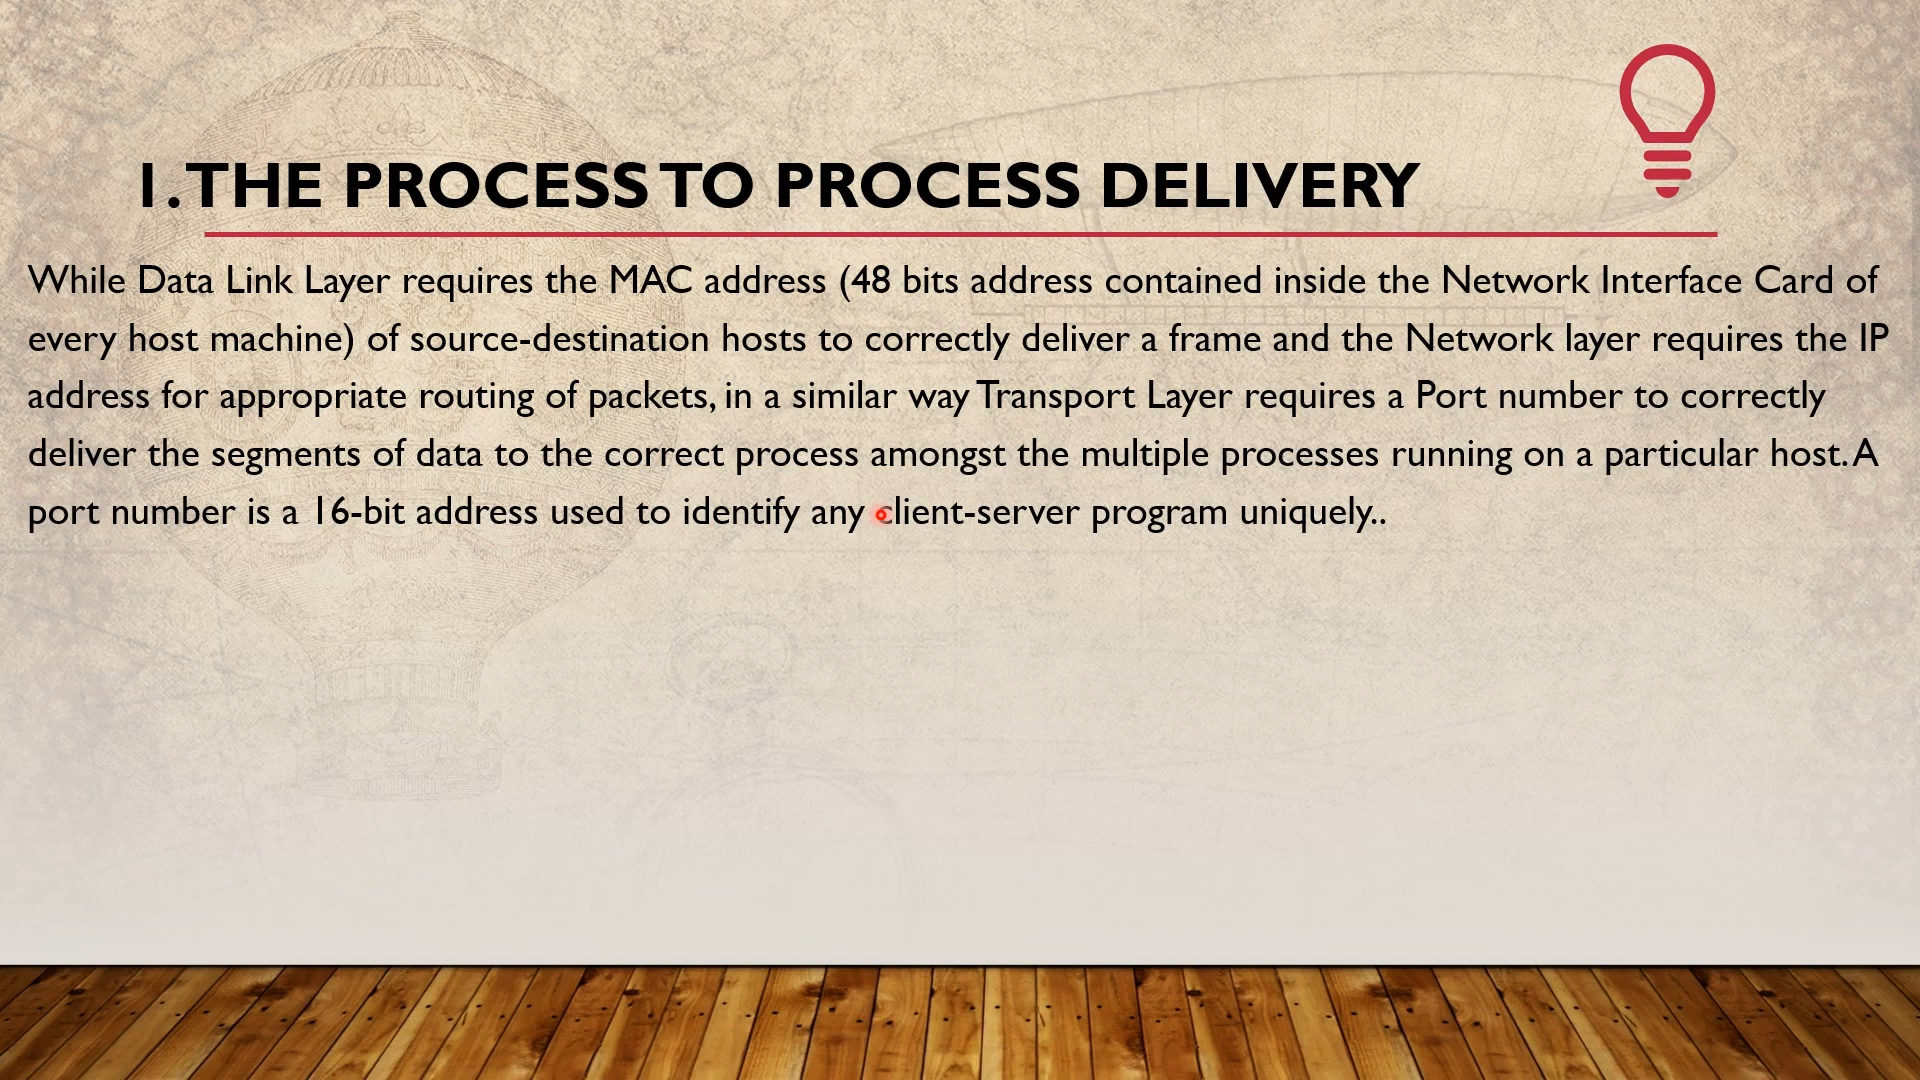 1. THE PROCESS TO PROCESS DELIVERY
While Data Link Layer requires the MAC address (48 bits address contained inside the Network Interface Card of
every host machine) of source-destination hosts to correctly deliver a frame and the Network layer requires the IP
address for appropriate routing of packets, in a similar way Transport Layer requires a Port number to correctly
deliver the segments of data to the correct process amongst the multiple processes running on a particular host. A
port number is a 16-bit address used to identify any client-server program uniquely..